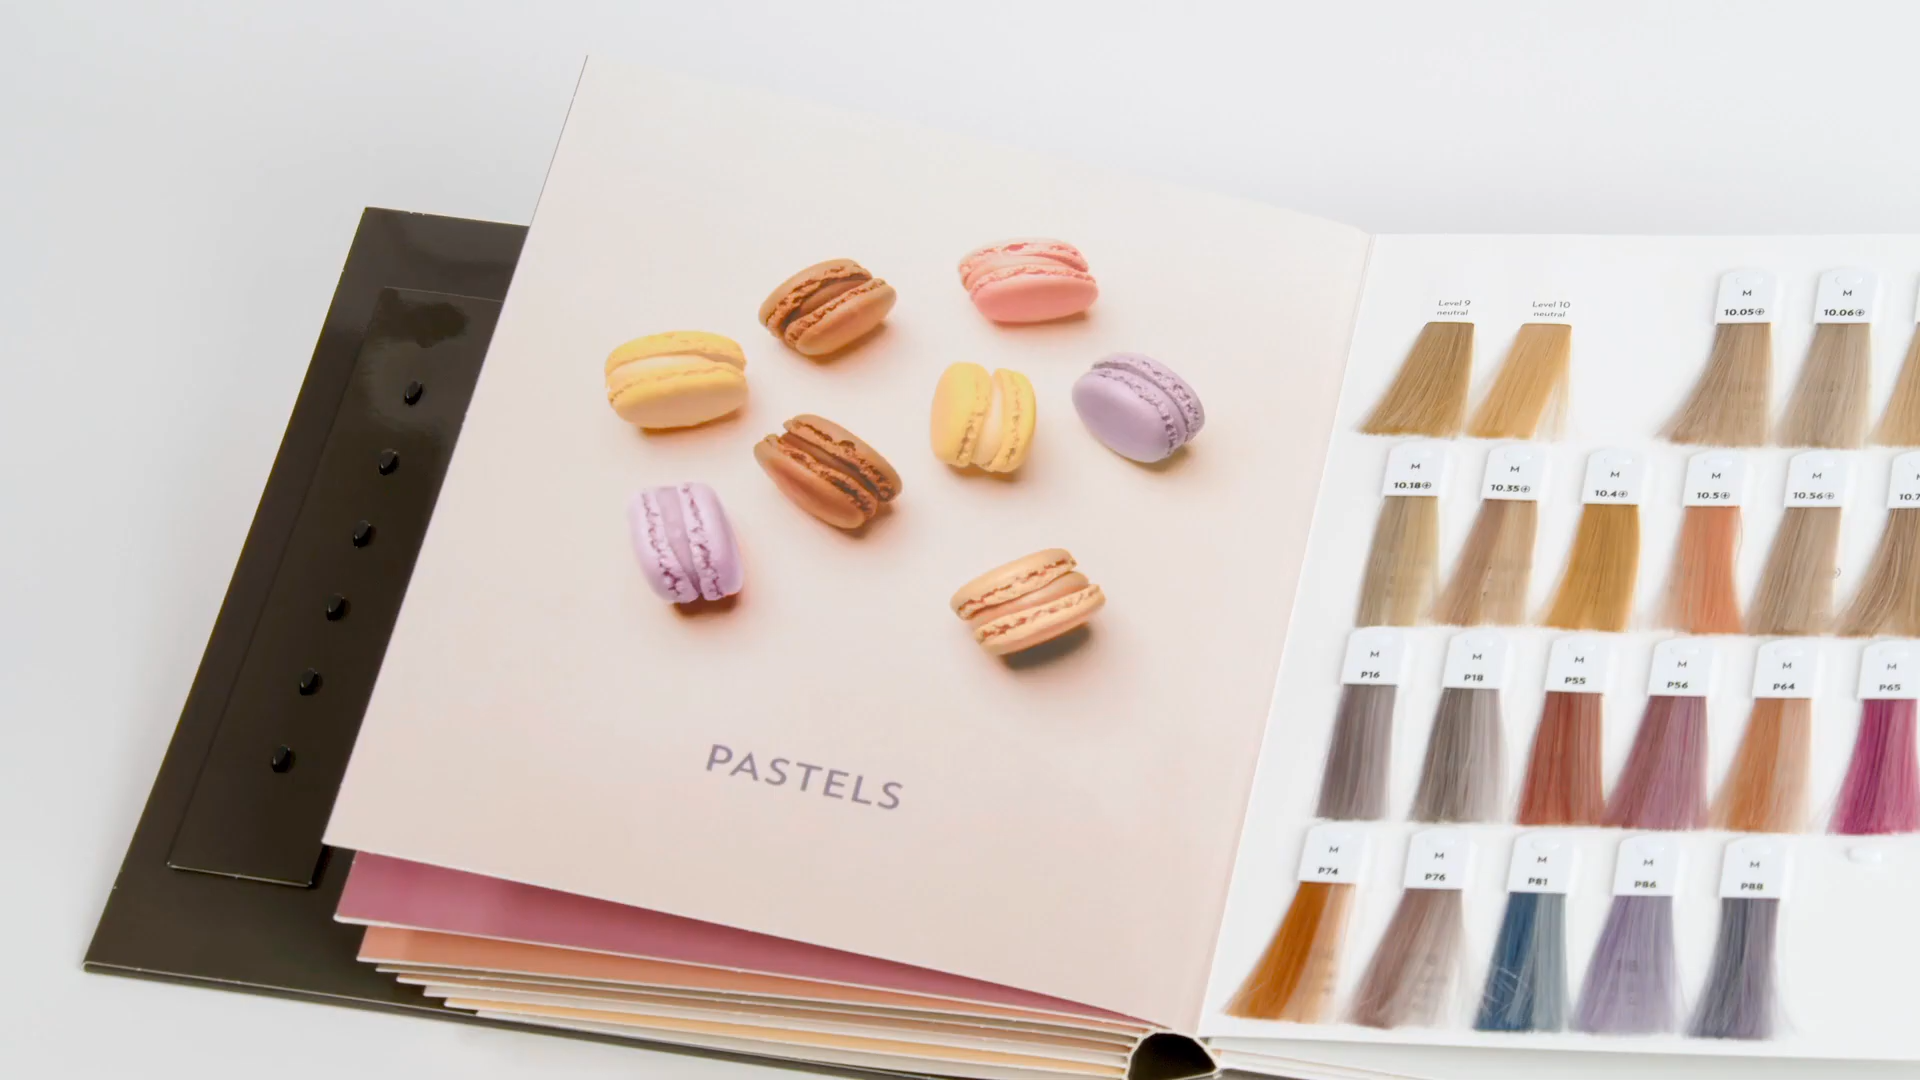 PASTELS
Level 9
neutral
Level 10
neutral
M
10.05⊕
M
10.06⊕
M
10.18⊕
M
10.35⊕
M
10.4⊕
M
10.5⊕
M
10.56⊕
M
P16
M
P18
M
P55
M
P56
M
P64
M
P65
M
P74
M
P76
M
P81
M
P86
M
P88